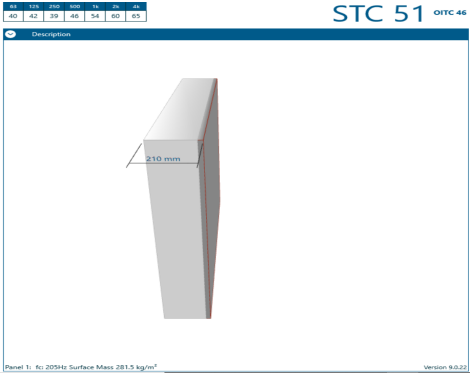 63 125 250 500 1k 2k 4k
40 42 39 46 54 60 65
STC 51 OITC 46
Description
210 mm
Panel 1: fc: 205Hz Surface Mass 281.5 kg/m²
Version 9.0.22